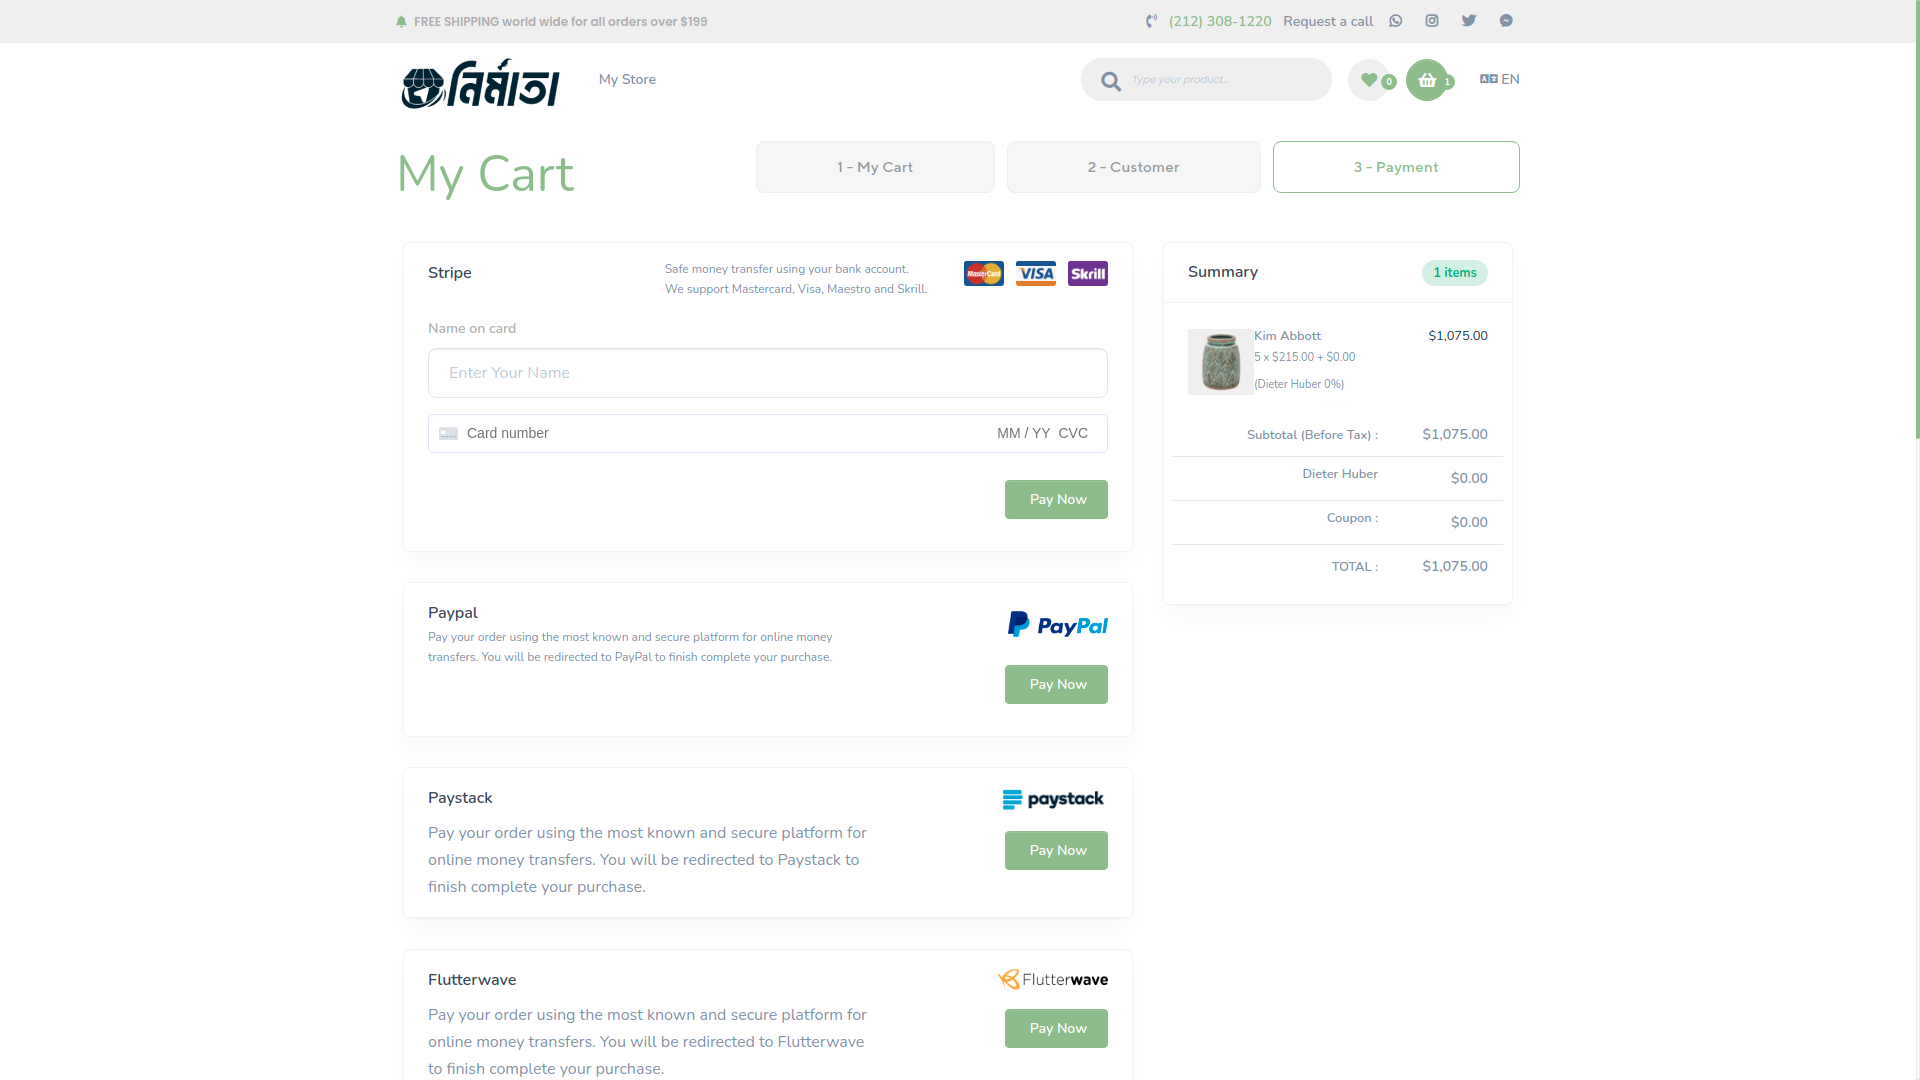 FREE SHIPPING world wide for all orders over $199
(212) 308-1220 Request a call
নির্মাতা
My Store
Type your product...
0
1
EN
My Cart
1 - My Cart
2 - Customer
3 - Payment
Stripe
Safe money transfer using your bank account.
We support Mastercard, Visa, Maestro and Skrill.
MasterCard
VISA
Skrill
Name on card
Enter Your Name
Card number
MM / YY CVC
Pay Now
Summary
1 items
Kim Abbott
$1,075.00
5 x $215.00 + $0.00
(Dieter Huber 0%)
Subtotal (Before Tax) : $1,075.00
Dieter Huber $0.00
Coupon : $0.00
TOTAL : $1,075.00
Paypal
Pay your order using the most known and secure platform for online money
transfers. You will be redirected to PayPal to finish complete your purchase.
PayPal
Pay Now
Paystack
paystack
Pay your order using the most known and secure platform for
online money transfers. You will be redirected to Paystack to
finish complete your purchase.
Pay Now
Flutterwave
Flutterwave
Pay your order using the most known and secure platform for
online money transfers. You will be redirected to Flutterwave
to finish complete your purchase.
Pay Now